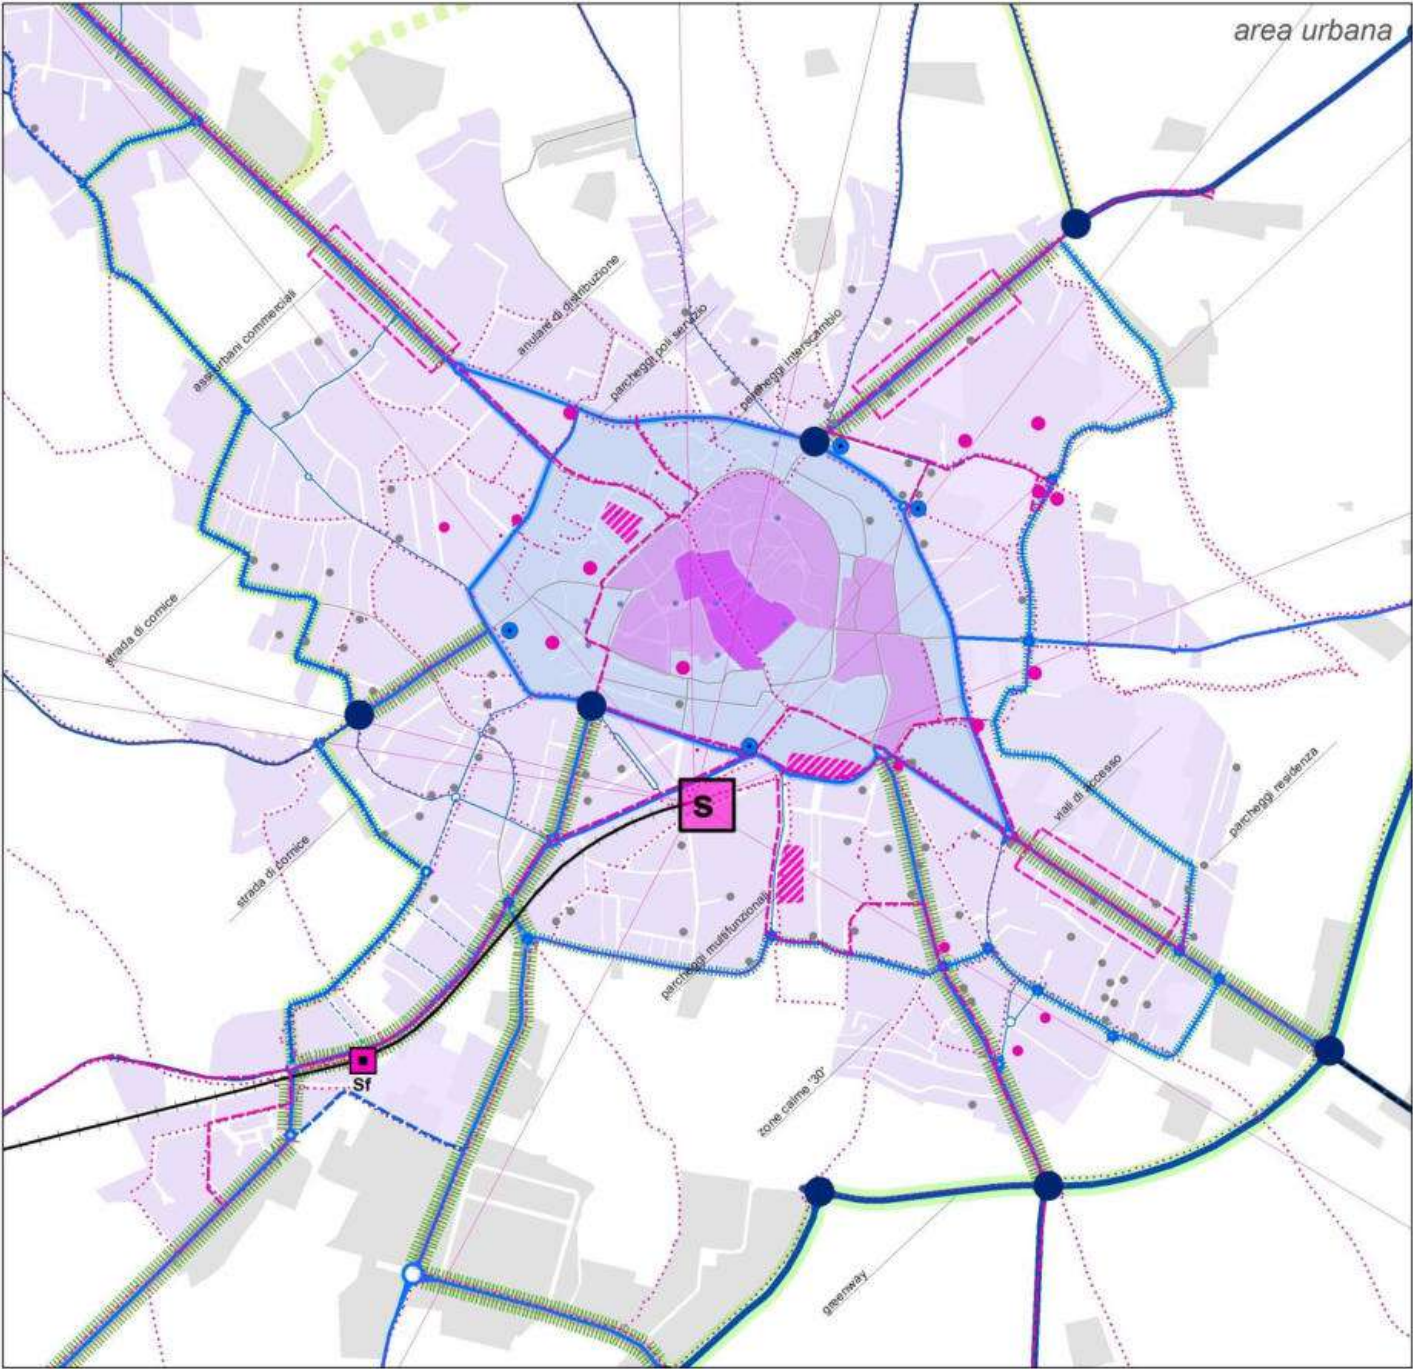 area urbana
assi urbani commerciali
anulare di distribuzione
parcheggi poli servizio
parcheggi interscambio
strada di cornice
viali di accesso
parcheggi residenza
S
strada di cornice
parcheggi multifunzionali
Sf
zone calme '30'
greenway